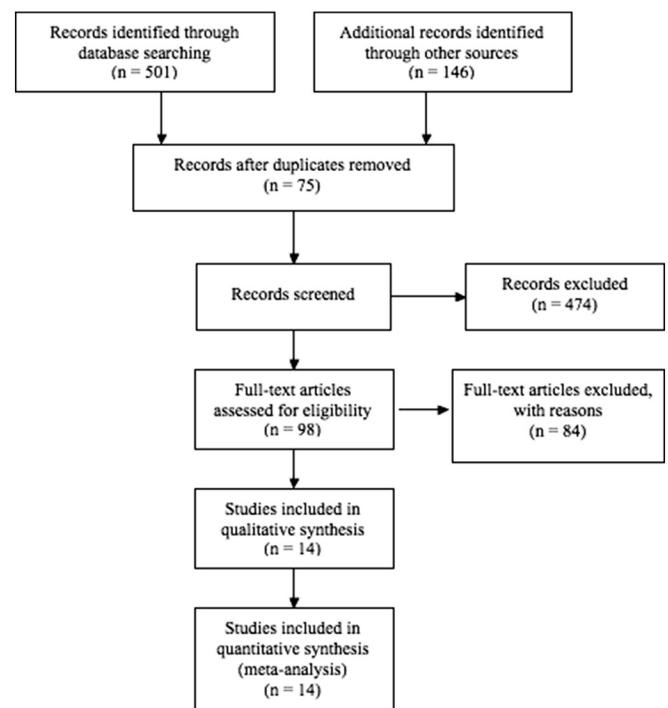 Records identified through
database searching
(n = 501)
Additional records identified
through other sources
(n = 146)
Records after duplicates removed
(n = 75)
Records screened
Records excluded
(n = 474)
Full-text articles
assessed for eligibility
(n = 98)
Full-text articles excluded,
with reasons
(n = 84)
Studies included in
qualitative synthesis
(n = 14)
Studies included in
quantitative synthesis
(meta-analysis)
(n = 14)